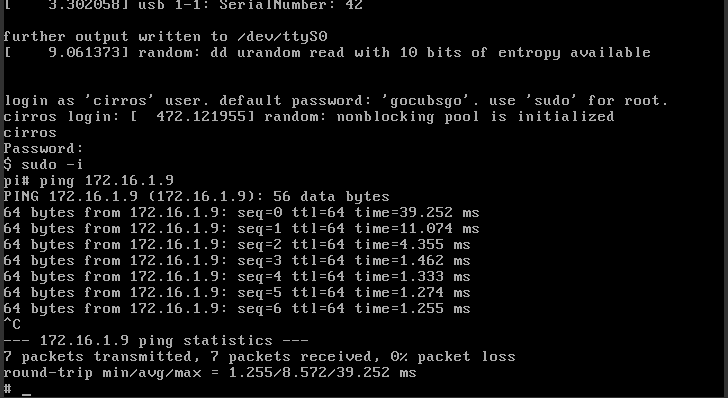 [    3.302058] usb 1-1: SerialNumber: 42
further output written to /dev/ttyS0
[    9.061373] random: dd urandom read with 10 bits of entropy available
login as 'cirros' user. default password: 'gocubsgo'. use 'sudo' for root.
cirros login: [  472.121955] random: nonblocking pool is initialized
cirros
Password:
$ sudo -i
pi# ping 172.16.1.9
PING 172.16.1.9 (172.16.1.9): 56 data bytes
64 bytes from 172.16.1.9: seq=0 ttl=64 time=39.252 ms
64 bytes from 172.16.1.9: seq=1 ttl=64 time=11.074 ms
64 bytes from 172.16.1.9: seq=2 ttl=64 time=4.355 ms
64 bytes from 172.16.1.9: seq=3 ttl=64 time=1.462 ms
64 bytes from 172.16.1.9: seq=4 ttl=64 time=1.333 ms
64 bytes from 172.16.1.9: seq=5 ttl=64 time=1.274 ms
64 bytes from 172.16.1.9: seq=6 ttl=64 time=1.255 ms
^C
--- 172.16.1.9 ping statistics ---
7 packets transmitted, 7 packets received, 0% packet loss
round-trip min/avg/max = 1.255/8.572/39.252 ms
# _